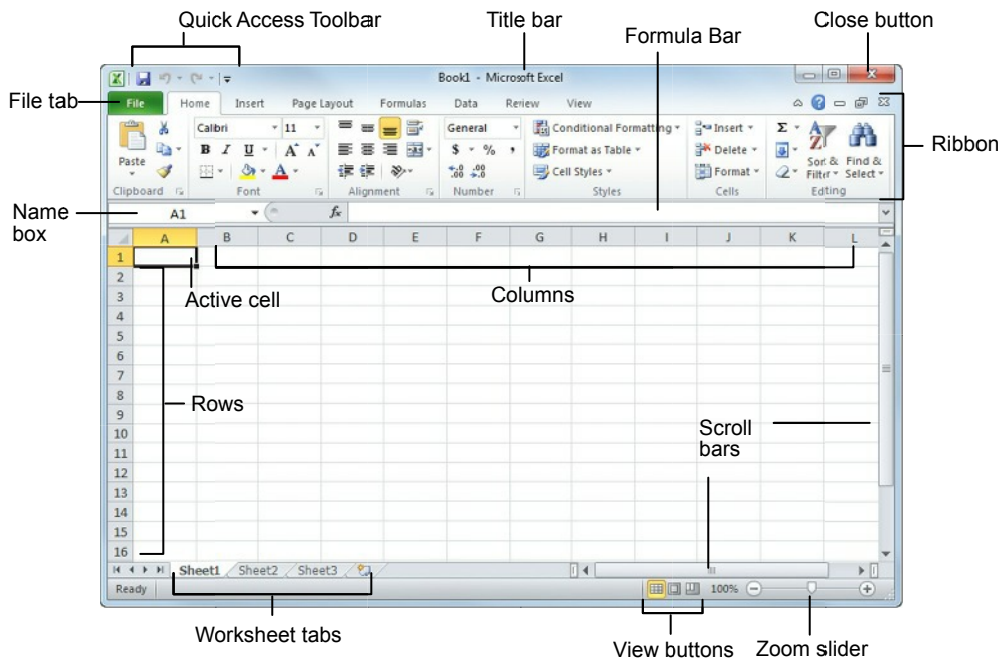 Quick Access Toolbar
Title bar
Formula Bar
Close button
Book1 - Microsoft Excel
File tab
File Home Insert Page Layout Formulas Data Review View
Calibri 11 General Conditional Formatting Insert Σ
Paste B I U A A $ % , Format as Table Delete Sort & Find &
A .00 .00 Cell Styles Format Filter Select
Clipboard Font Alignment Number Styles Cells Editing
Ribbon
Name
box
A1 fx
A B C D E F G H I J K L
1
2
Active cell
Columns
3
4
5
6
7
8
Rows
9
10
Scroll
bars
11
12
13
14
15
16
Sheet1 Sheet2 Sheet3
Ready 100%
Worksheet tabs
View buttons
Zoom slider